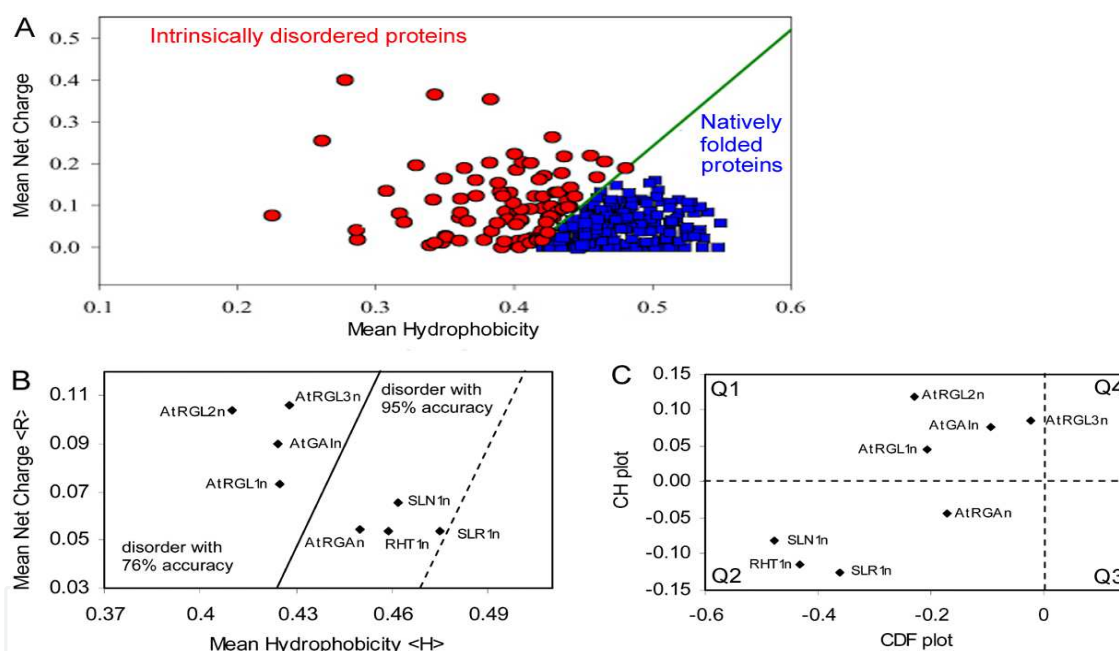 A
Intrinsically disordered proteins
Natively
folded
proteins
Mean Net Charge
0.5
0.4
0.3
0.2
0.1
0.0
0.1
0.2
0.3
0.4
0.5
0.6
Mean Hydrophobicity
B
disorder with
95% accuracy
AtRGL2n
AtRGL3n
AtGAIn
AtRGL1n
SLN1n
AtRGAn
RHT1n
SLR1n
disorder with
76% accuracy
Mean Net Charge <R>
0.11
0.09
0.07
0.05
0.03
0.37
0.40
0.43
0.46
0.49
Mean Hydrophobicity <H>
C
Q1
Q4
AtRGL2n
AtGAIn
AtRGL3n
AtRGL1n
AtRGAn
SLN1n
RHT1n
SLR1n
Q2
Q3
CH plot
0.15
0.10
0.05
0.00
-0.05
-0.10
-0.15
-0.6
-0.4
-0.2
0
CDF plot